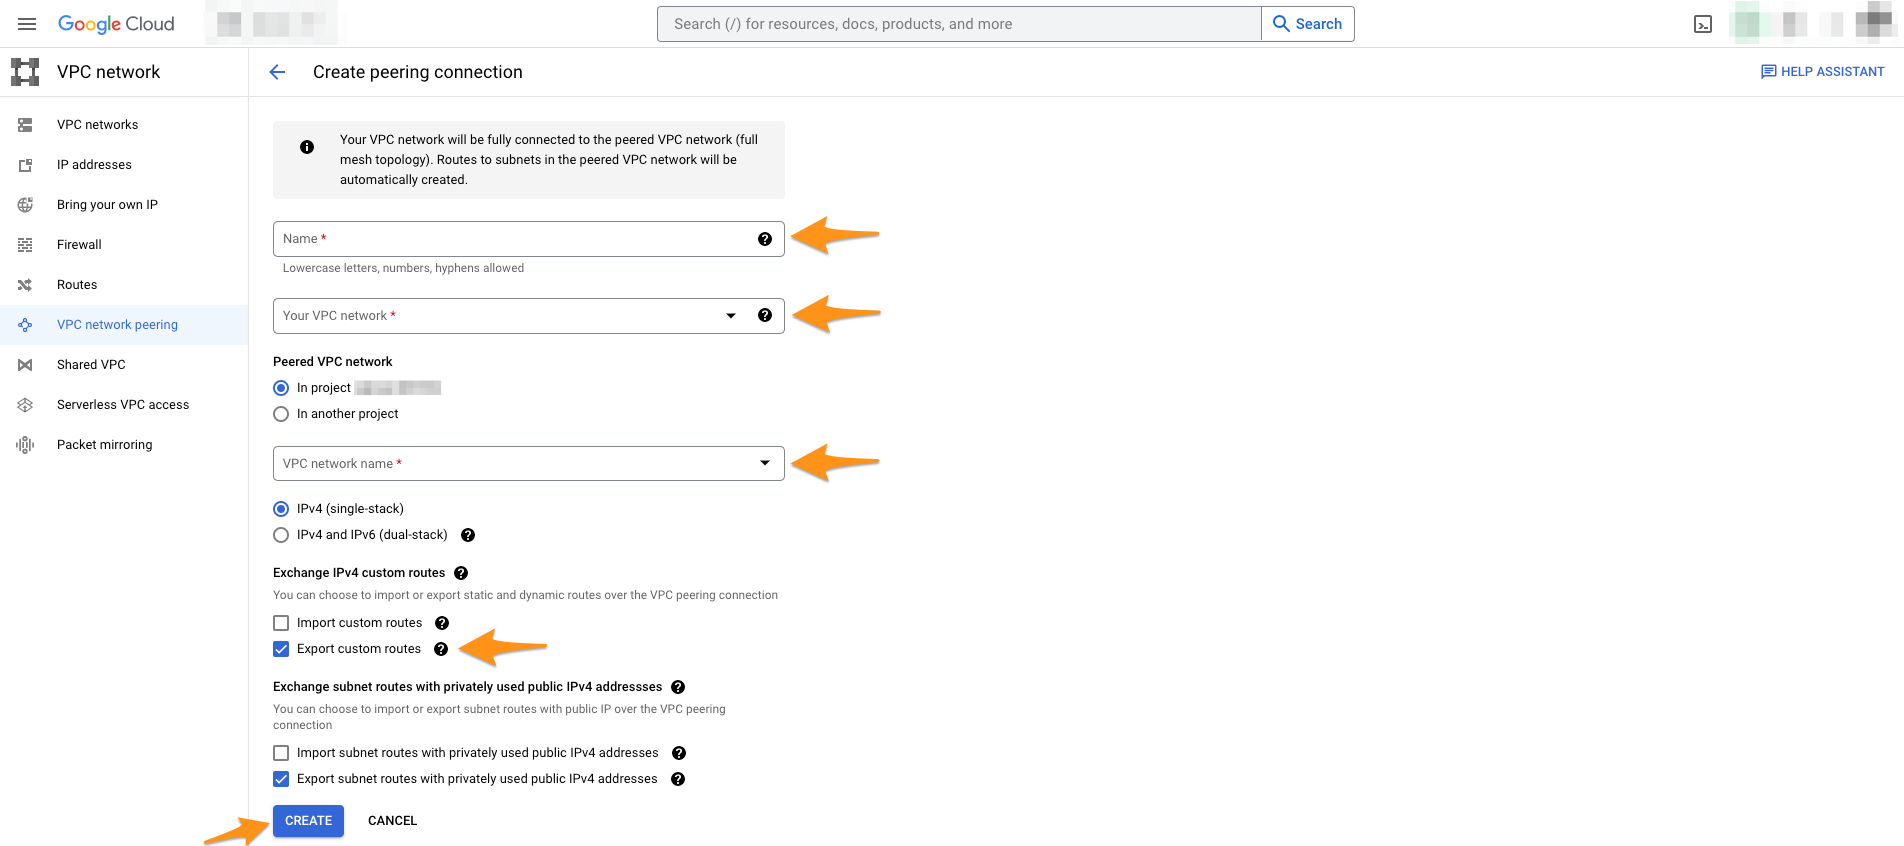 Google Cloud
Search (/) for resources, docs, products, and more
Search
VPC network
Create peering connection
HELP ASSISTANT
VPC networks
IP addresses
Bring your own IP
Firewall
Routes
VPC network peering
Shared VPC
Serverless VPC access
Packet mirroring
Your VPC network will be fully connected to the peered VPC network (full
mesh topology). Routes to subnets in the peered VPC network will be
automatically created.
Name *
Lowercase letters, numbers, hyphens allowed
Your VPC network *
Peered VPC network
In project
In another project
VPC network name *
IPv4 (single-stack)
IPv4 and IPv6 (dual-stack)
Exchange IPv4 custom routes
You can choose to import or export static and dynamic routes over the VPC peering connection
Import custom routes
Export custom routes
Exchange subnet routes with privately used public IPv4 addressses
You can choose to import or export subnet routes with public IP over the VPC peering
connection
Import subnet routes with privately used public IPv4 addresses
Export subnet routes with privately used public IPv4 addresses
CREATE
CANCEL